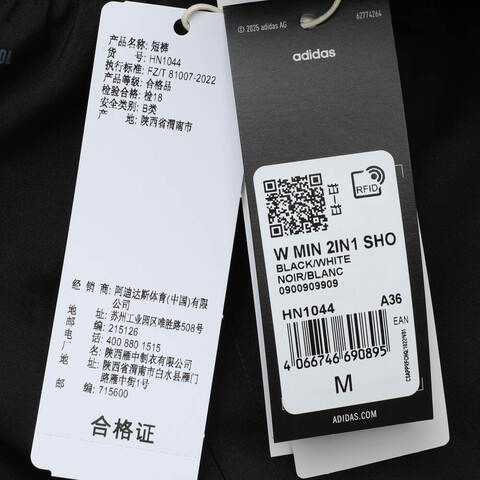 产品名称: 短裤
货 号: HN1044
执行标准: FZ/T 81007-2022
产品等级: 合格品
检验合格: 检18
安全类别: B类
产 地: 陕西省渭南市
经 销 商: 阿迪达斯体育(中国)有限
公司
地 址: 苏州工业园区唯胜路508号
邮 编: 215126
电 话: 400 880 1515
制 造 商: 陕西雁中制衣有限公司
地 址: 陕西省渭南市白水县雁门
路雁中街1号
邮 编: 715600
合格证
© 2025 adidas AG
62774264
adidas
RFID
W MIN 2IN1 SHO
BLACK/WHITE
NOIR/BLANC
0900909909
HN1044
A36
EAN
4 066746 690895
M
ADIDAS.COM